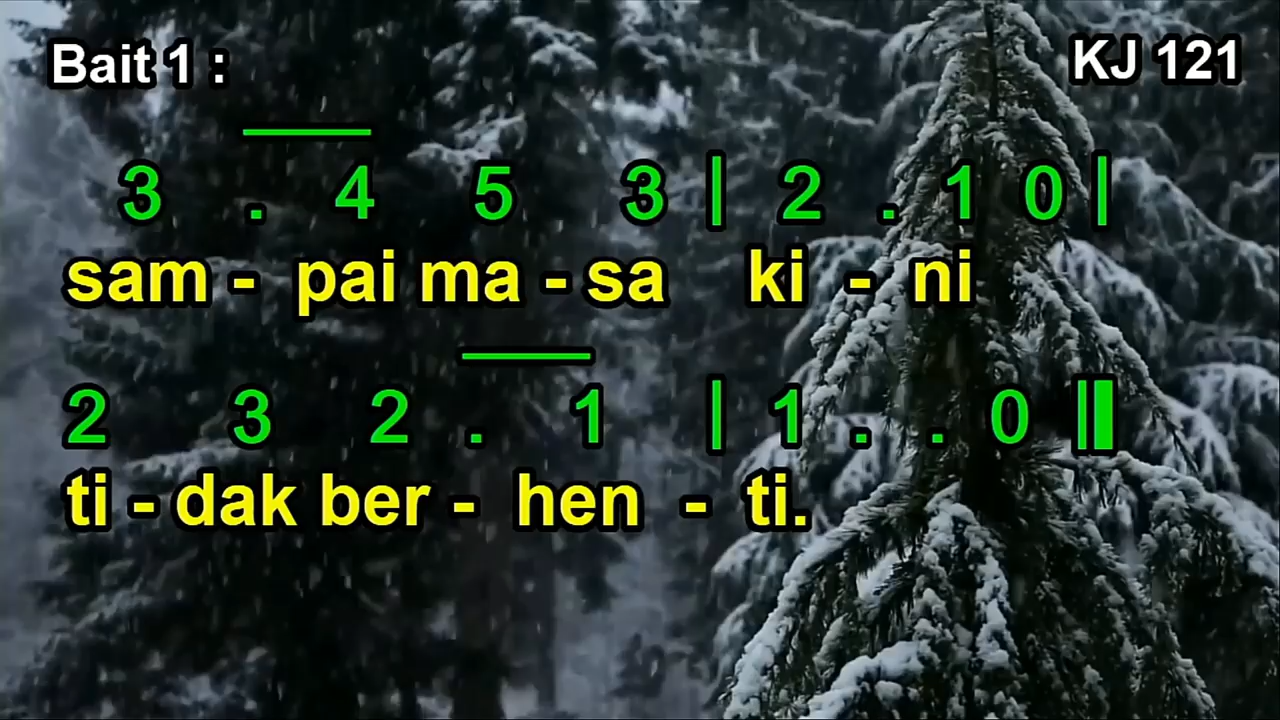 Bait 1 :
KJ 121
3 . 4 5 3 | 2 . 1 0 |
sam - pai ma - sa ki - ni
2 3 2 . 1 | 1 . . 0 ||
ti - dak ber - hen - ti.